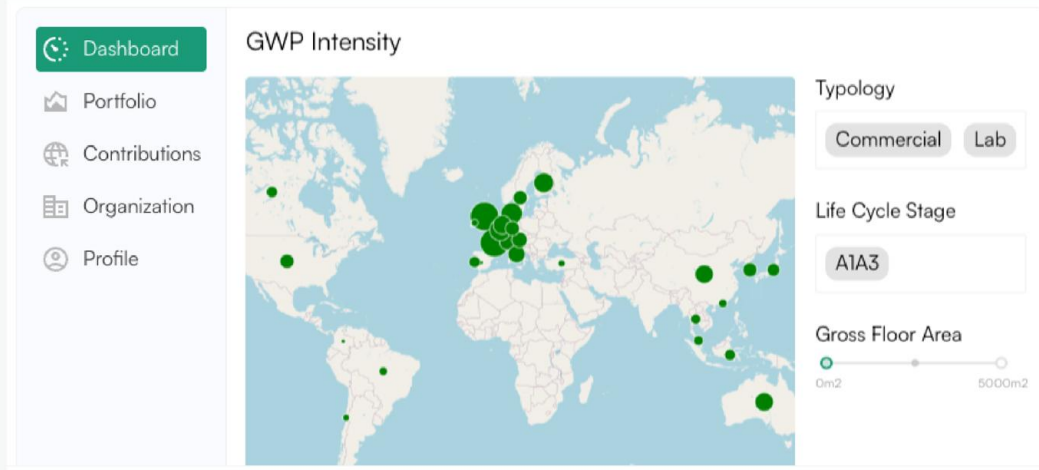 Dashboard
Portfolio
Contributions
Organization
Profile
GWP Intensity
Typology
Commercial Lab
Life Cycle Stage
A1A3
Gross Floor Area
0m2 5000m2